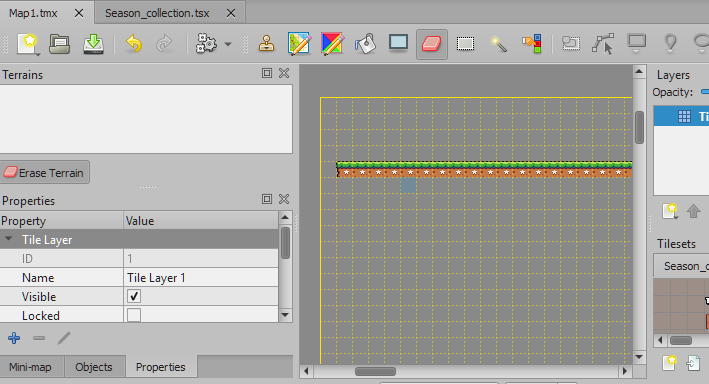 Map1.tmx Season_collection.tsx
Terrains
Erase Terrain
Properties
Property Value
Tile Layer
ID 1
Name Tile Layer 1
Visible
Locked
Mini-map Objects Properties
Layers
Opacity:
Ti
Tilesets
Season_c